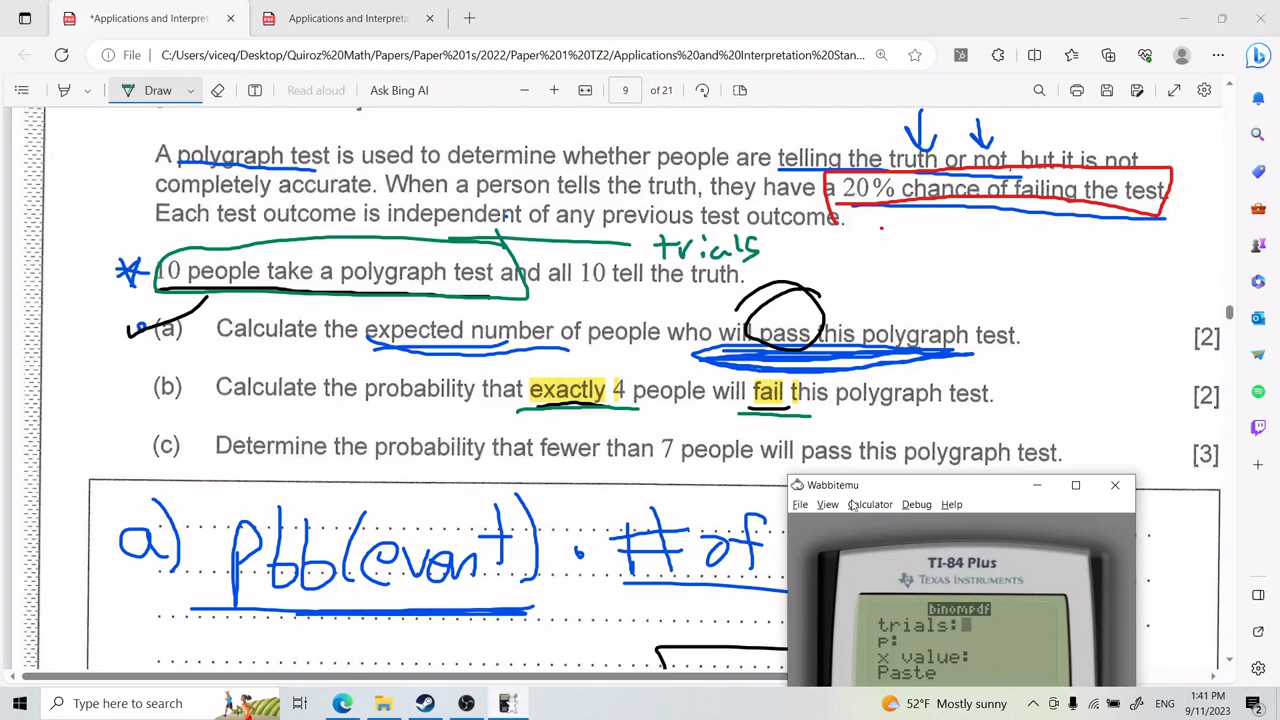 *Applications and Interpret
Applications and Interpreta
File
C:/Users/viceq/Desktop/Quiroz%20Math/Papers/Paper%201s/2022/Paper%201%20TZ2/Applications%20and%20Interpretation%20Stan...
Draw
Read aloud
Ask Bing AI
9
of 21
A polygraph test is used to determine whether people are telling the truth or not, but it is not
completely accurate. When a person tells the truth, they have a 20% chance of failing the test.
Each test outcome is independent of any previous test outcome.
trials
10 people take a polygraph test and all 10 tell the truth.
(a) Calculate the expected number of people who will pass this polygraph test. [2]
(b) Calculate the probability that exactly 4 people will fail this polygraph test. [2]
(c) Determine the probability that fewer than 7 people will pass this polygraph test. [3]
a) Pbb(event) · # of
Wabbitemu
File View Calculator Debug Help
TI-84 Plus
TEXAS INSTRUMENTS
binompdf
trials:
p:
x value:
Paste
Type here to search
52°F Mostly sunny
ENG
1:41 PM
9/11/2023
2